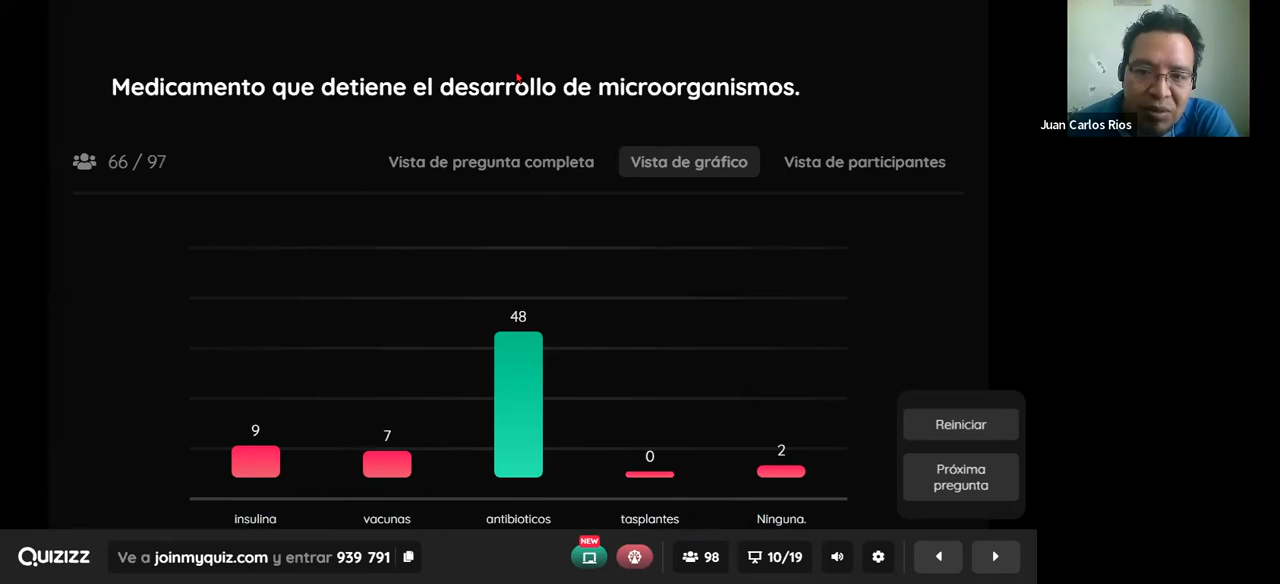 Medicamento que detiene el desarrollo de microorganismos.
Juan Carlos Rios
66 / 97
Vista de pregunta completa
Vista de gráfico
Vista de participantes
48
9
7
0
2
Reiniciar
Próxima
pregunta
insulina
vacunas
antibioticos
tasplantes
Ninguna.
NEW
QUIZIZZ
Ve a joinmyquiz.com y entrar 939 791
98
10/19